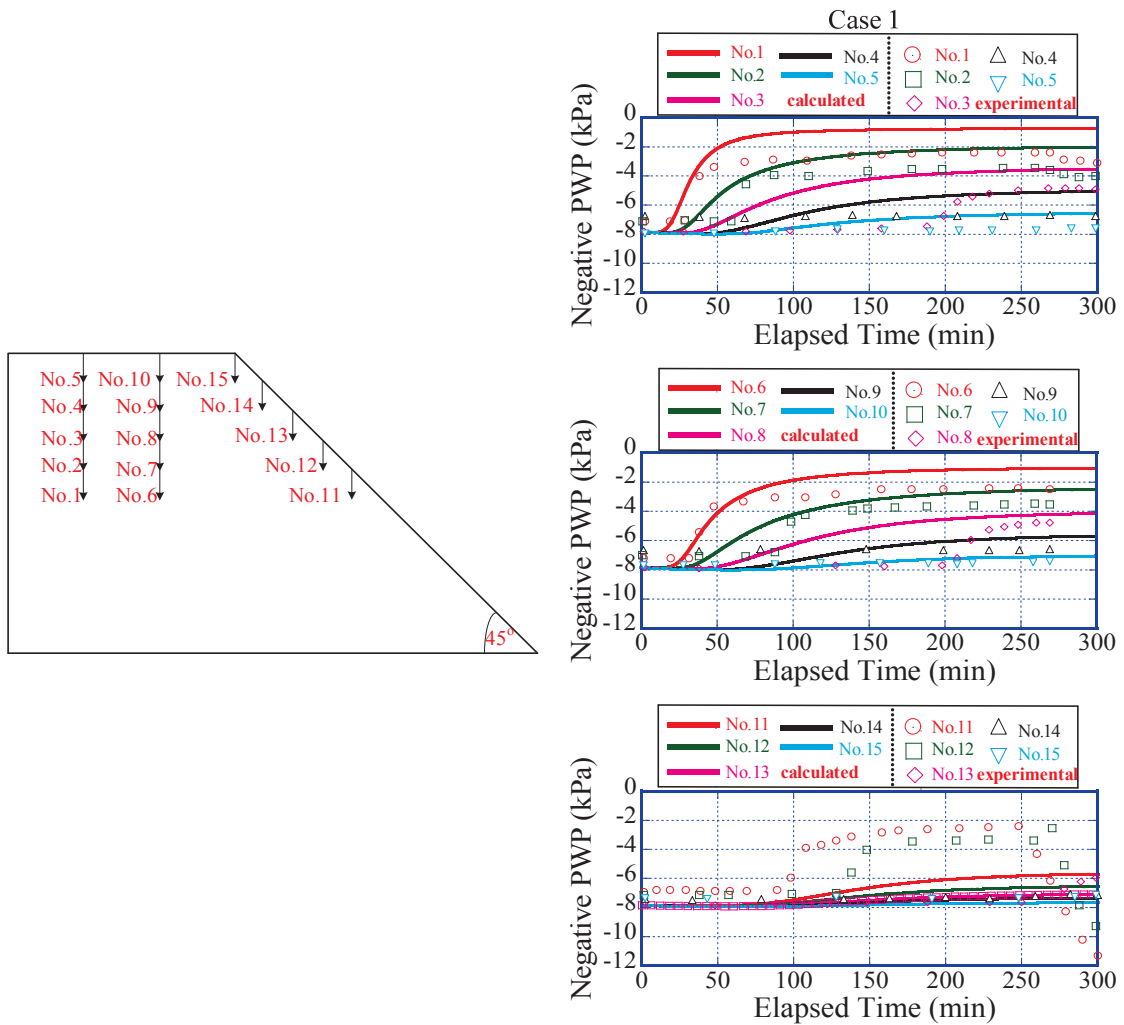 Case 1
No.1 No.4 No.1 No.4
No.2 No.5 No.2 No.5
No.3 calculated No.3 experimental
Negative PWP (kPa)
0
-2
-4
-6
-8
-10
-12
0 50 100 150 200 250 300
Elapsed Time (min)
No.5 No.10 No.15
No.4 No.9 No.14
No.3 No.8 No.13
No.2 No.7 No.12
No.1 No.6 No.11
45°
No.6 No.9 No.6 No.9
No.7 No.10 No.7 No.10
No.8 calculated No.8 experimental
Negative PWP (kPa)
0
-2
-4
-6
-8
-10
-12
0 50 100 150 200 250 300
Elapsed Time (min)
No.11 No.14 No.11 No.14
No.12 No.15 No.12 No.15
No.13 calculated No.13 experimental
Negative PWP (kPa)
0
-2
-4
-6
-8
-10
-12
0 50 100 150 200 250 300
Elapsed Time (min)